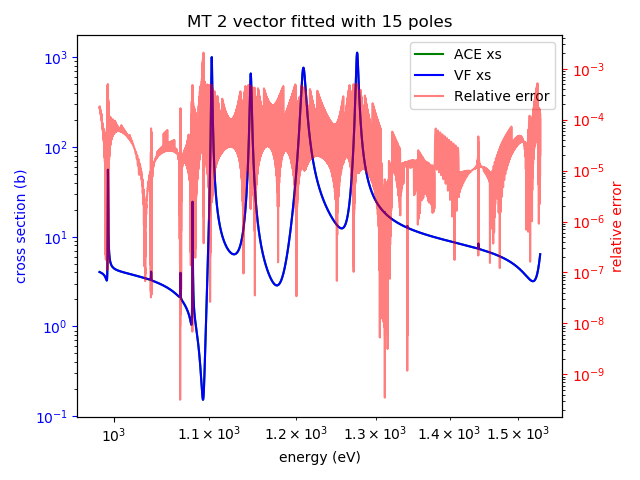 MT 2 vector fitted with 15 poles
ACE xs
VF xs
Relative error
cross section (b)
10³
10²
10¹
10⁰
10⁻¹
relative error
10⁻³
10⁻⁴
10⁻⁵
10⁻⁶
10⁻⁷
10⁻⁸
10⁻⁹
10³ 1.1 × 10³ 1.2 × 10³ 1.3 × 10³ 1.4 × 10³ 1.5 × 10³
energy (eV)